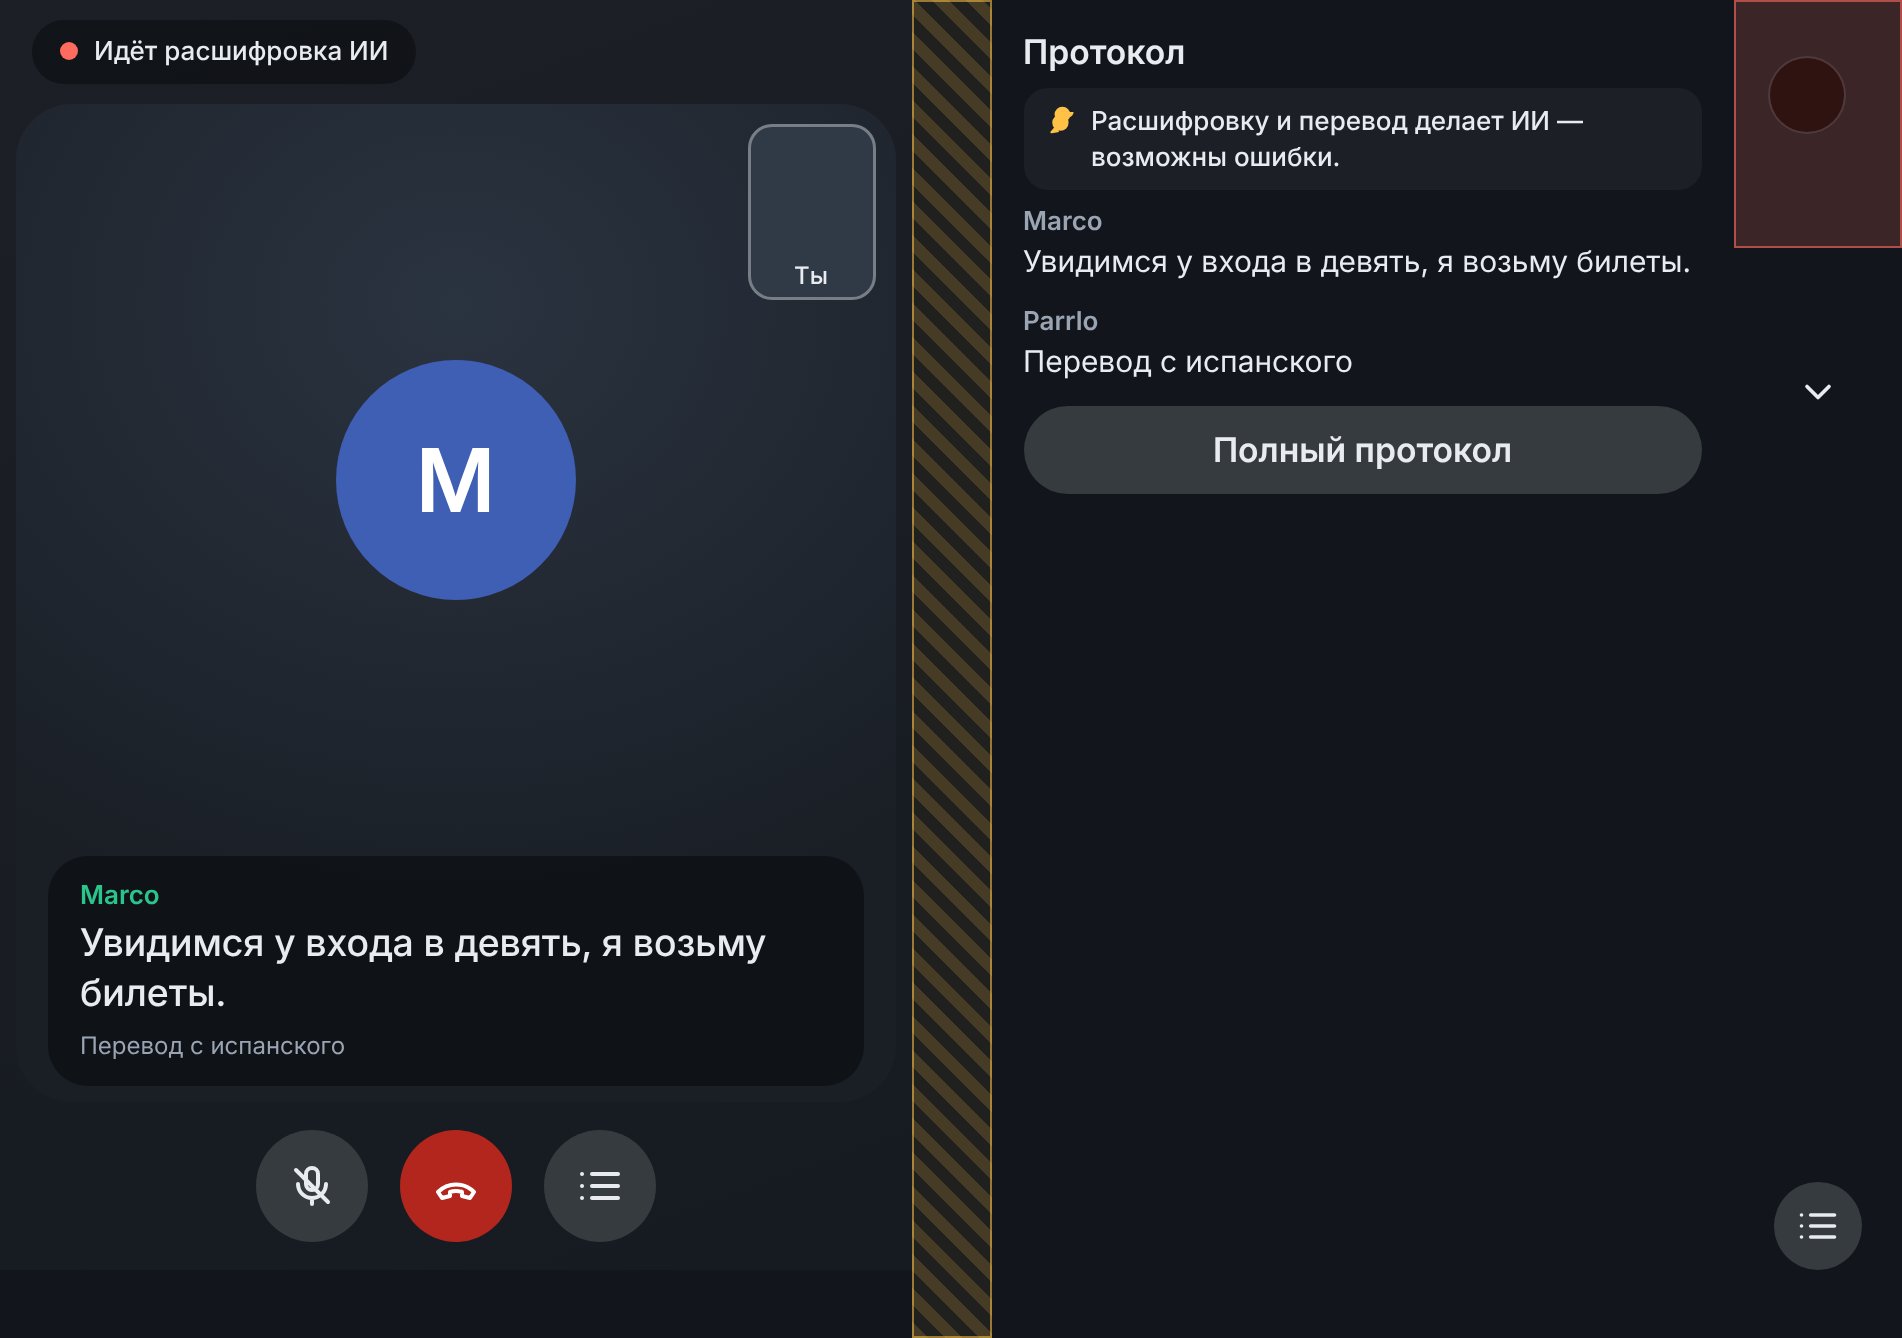 Идёт расшифровка ИИ
Ты
M
Marco
Увидимся у входа в девять, я возьму
билеты.
Перевод с испанского
Протокол
Расшифровку и перевод делает ИИ —
возможны ошибки.
Marco
Увидимся у входа в девять, я возьму билеты.
Parrlo
Перевод с испанского
Полный протокол